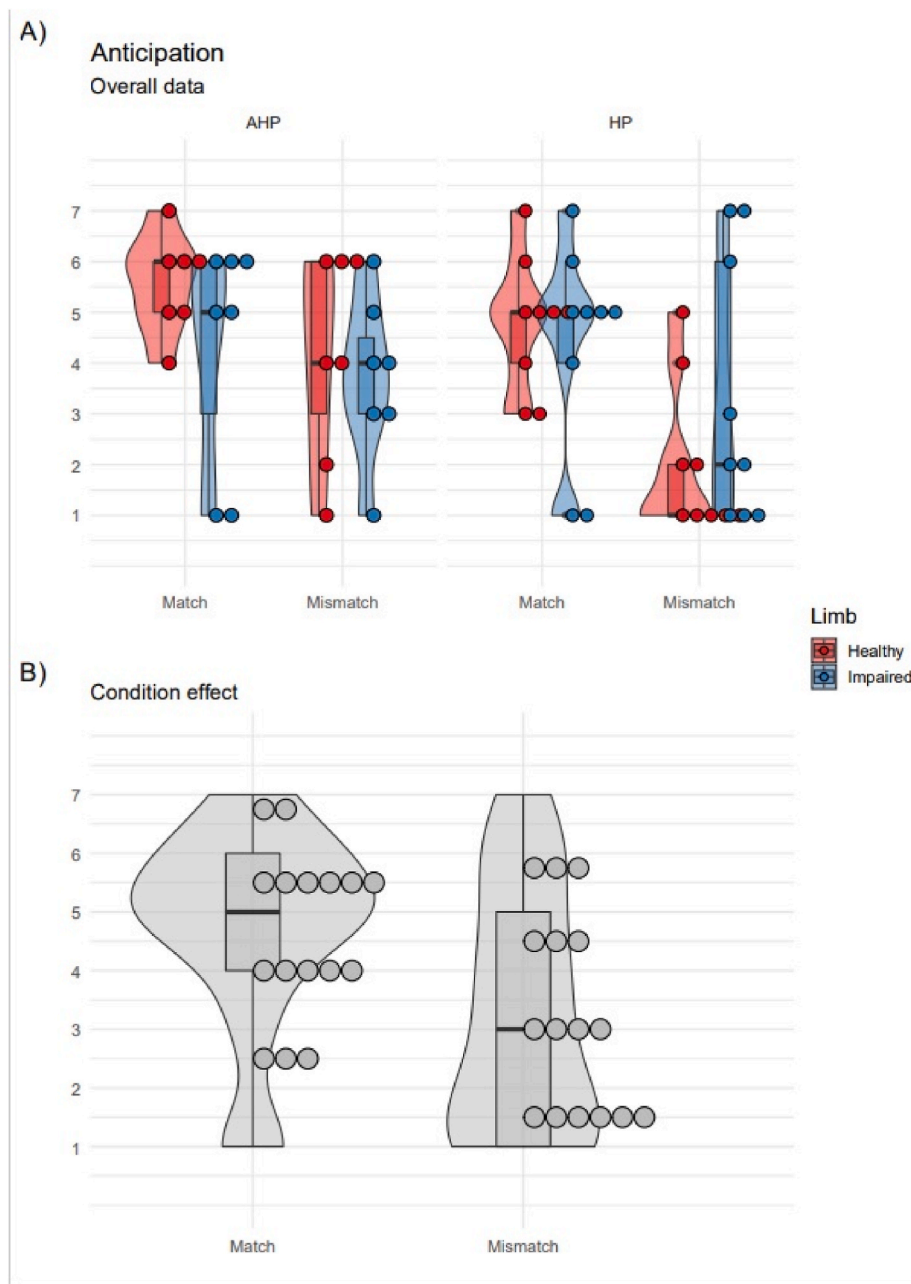 A)
Anticipation
Overall data
AHP HP
7
6
5
4
3
2
1
Match Mismatch Match Mismatch
Limb
Healthy
Impaired
B)
Condition effect
7
6
5
4
3
2
1
Match Mismatch